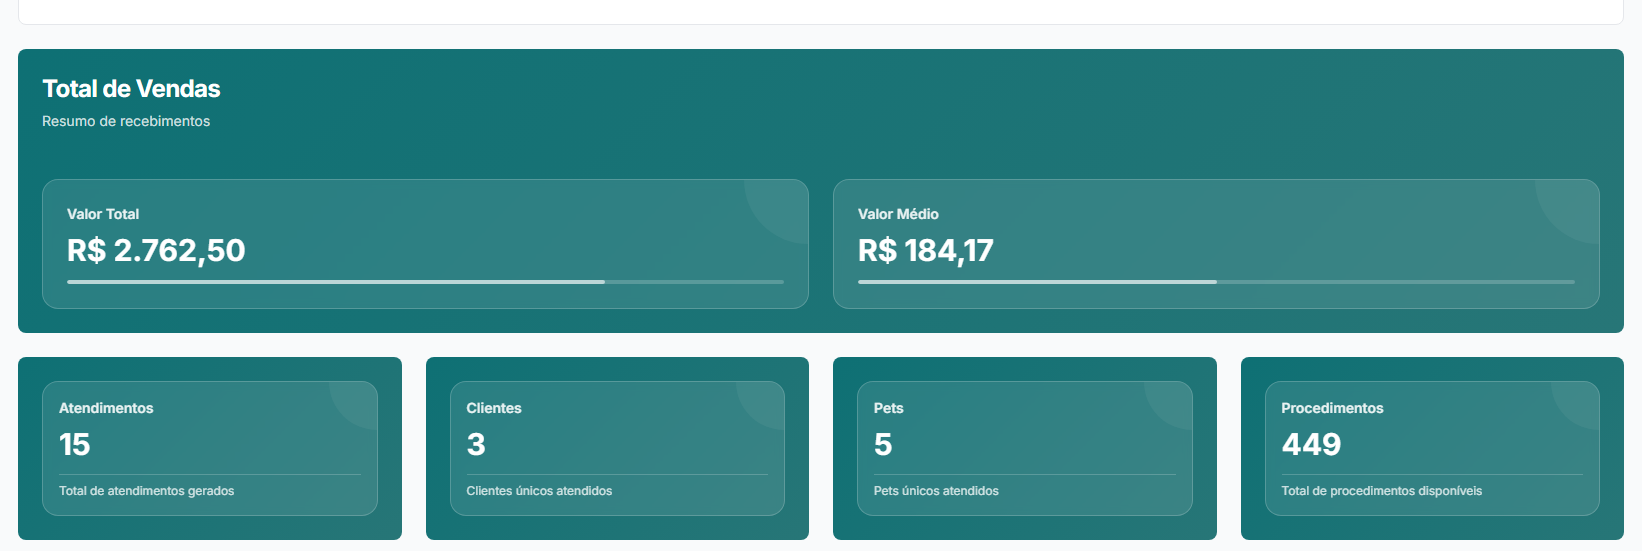 Total de Vendas
Resumo de recebimentos
Valor Total
R$ 2.762,50
Valor Médio
R$ 184,17
Atendimentos
15
Total de atendimentos gerados
Clientes
3
Clientes únicos atendidos
Pets
5
Pets únicos atendidos
Procedimentos
449
Total de procedimentos disponíveis